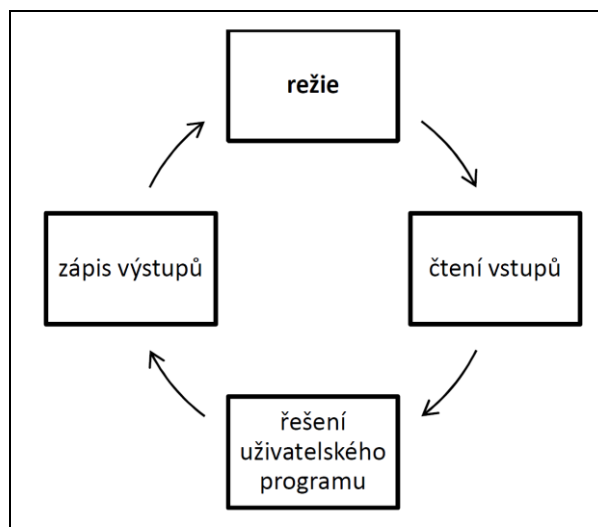 režie
zápis výstupů
čtení vstupů
řešení
uživatelského
programu